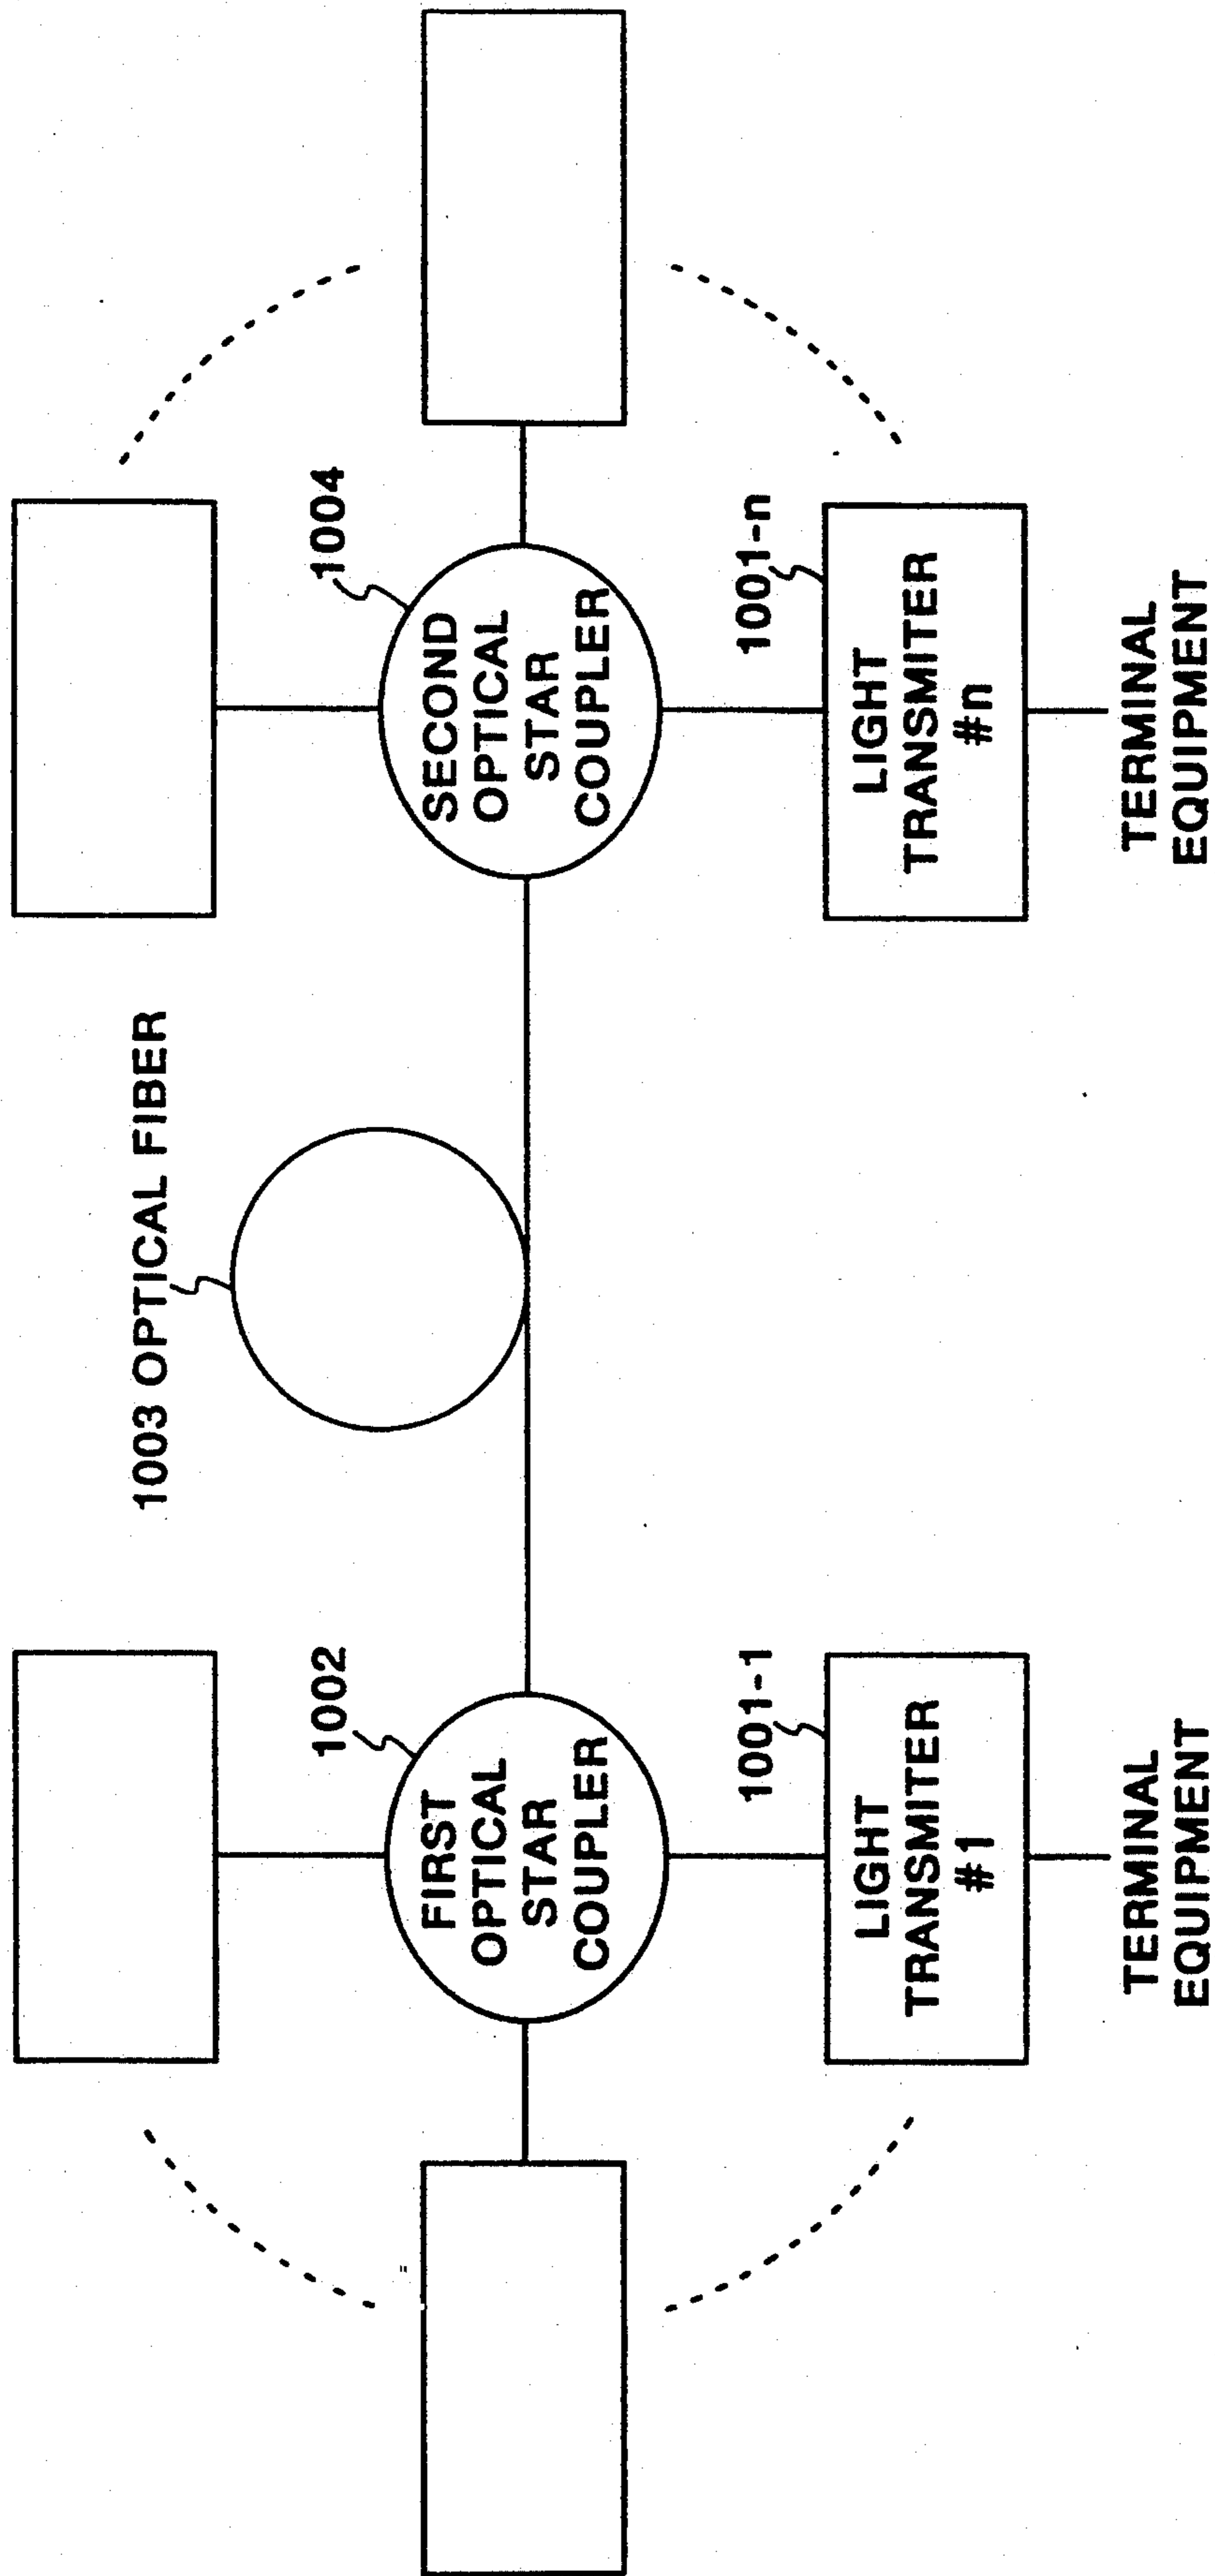 1003 OPTICAL FIBER
1002
1004
FIRST
OPTICAL
STAR
COUPLER
SECOND
OPTICAL
STAR
COUPLER
1001-1
1001-n
LIGHT
TRANSMITER
#1
LIGHT
TRANSMITER
#n
TERMINAL
EQUIPMENT
TERMINAL
EQUIPMENT